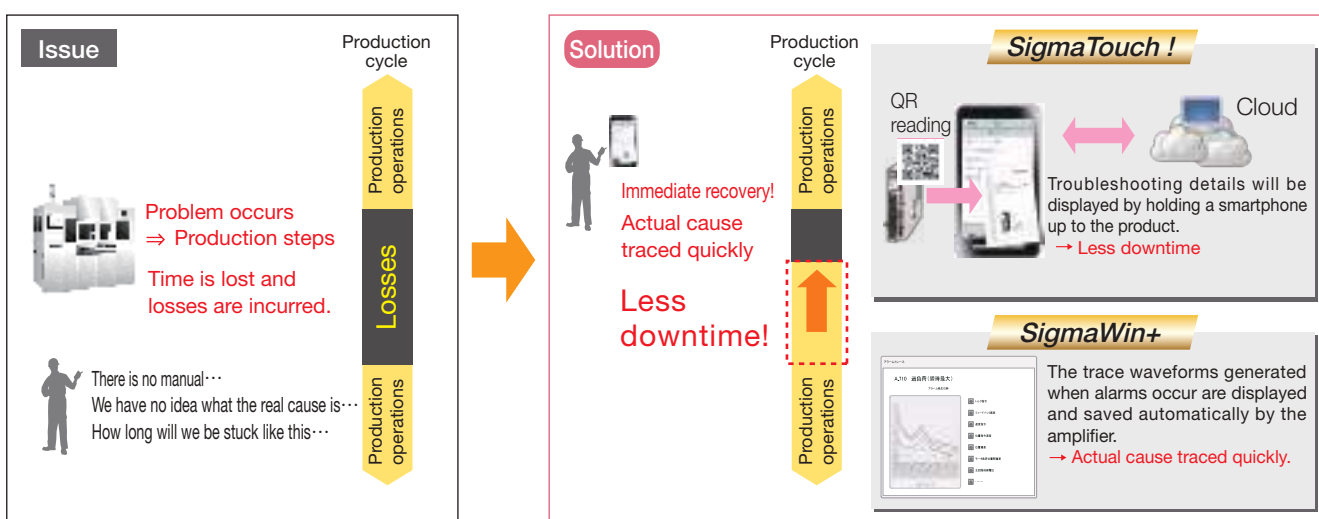 Issue
Production
cycle
Production
operations
Problem occurs
⇒ Production steps
Time is lost and
losses are incurred.
Losses
There is no manual…
We have no idea what the real cause is…
How long will we be stuck like this…
Production
operations
Solution
Production
cycle
Production
operations
Immediate recovery!
Actual cause
traced quickly
Less
downtime!
Production
operations
SigmaTouch !
QR
reading
Cloud
Troubleshooting details will be
displayed by holding a smartphone
up to the product.
→ Less downtime
SigmaWin+
The trace waveforms generated
when alarms occur are displayed
and saved automatically by the
amplifier.
→ Actual cause traced quickly.